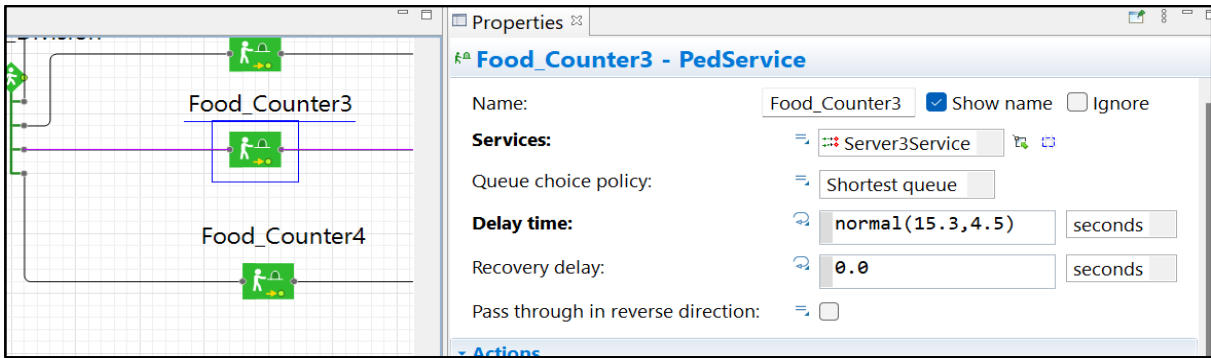 _Division
Food_Counter3
Food_Counter4
Properties
Food_Counter3 - PedService
Name: Food_Counter3 Show name Ignore
Services: Server3Service
Queue choice policy: Shortest queue
Delay time: normal(15.3,4.5) seconds
Recovery delay: 0.0 seconds
Pass through in reverse direction:
Actions